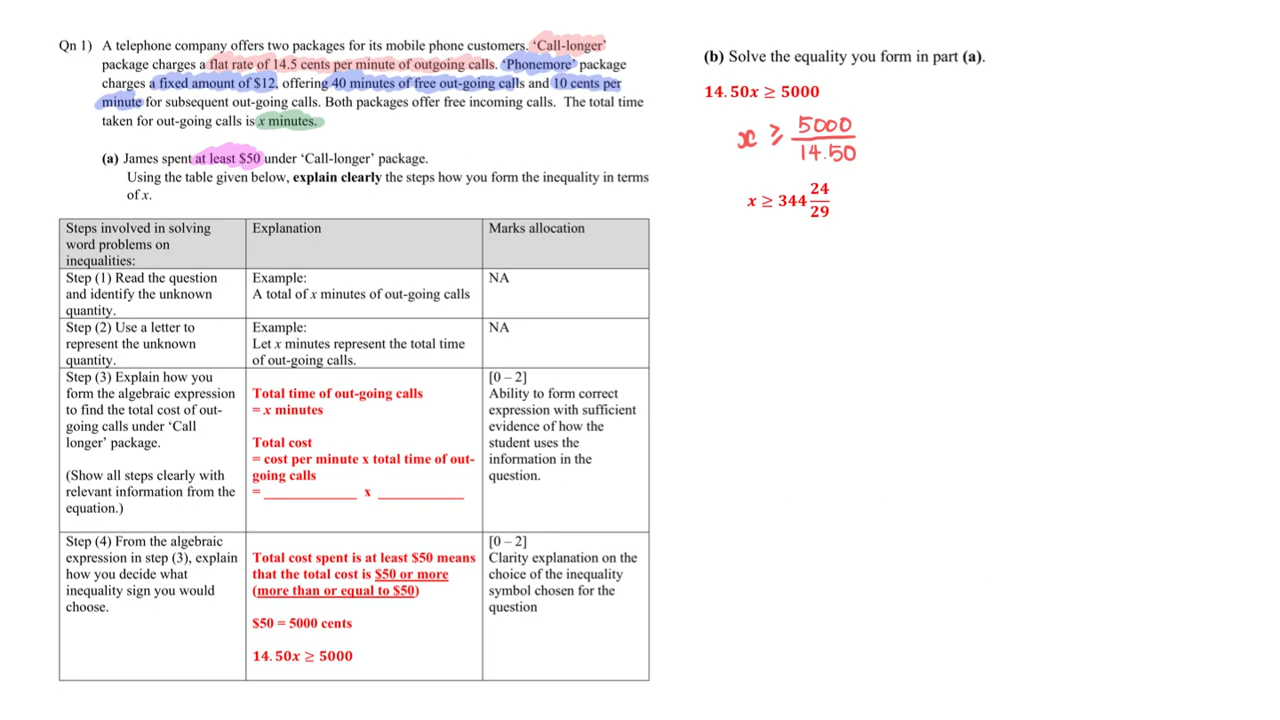 Qn 1) A telephone company offers two packages for its mobile phone customers. ‘Call-longer’
package charges a flat rate of 14.5 cents per minute of outgoing calls. ‘Phonemore’ package
charges a fixed amount of $12, offering 40 minutes of free out-going calls and 10 cents per
minute for subsequent out-going calls. Both packages offer free incoming calls. The total time
taken for out-going calls is x minutes.
(a) James spent at least $50 under ‘Call-longer’ package.
Using the table given below, explain clearly the steps how you form the inequality in terms
of x.
Steps involved in solving
word problems on
inequalities:
Explanation
Marks allocation
Step (1) Read the question
and identify the unknown
quantity.
Example:
A total of x minutes of out-going calls
NA
Step (2) Use a letter to
represent the unknown
quantity.
Example:
Let x minutes represent the total time
of out-going calls.
NA
Step (3) Explain how you
form the algebraic expression
to find the total cost of out-
going calls under ‘Call
longer’ package.
(Show all steps clearly with
relevant information from the
equation.)
Total time of out-going calls
= x minutes
Total cost
= cost per minute x total time of out-
going calls
= ____________ x ___________
[0 – 2]
Ability to form correct
expression with sufficient
evidence of how the
student uses the
information in the
question.
Step (4) From the algebraic
expression in step (3), explain
how you decide what
inequality sign you would
choose.
Total cost spent is at least $50 means
that the total cost is $50 or more
(more than or equal to $50)
$50 = 5000 cents
14.50x ≥ 5000
[0 – 2]
Clarity explanation on the
choice of the inequality
symbol chosen for the
question
(b) Solve the equality you form in part (a).
14.50x ≥ 5000
x ≥ 5000/14.50
x ≥ 344 24/29